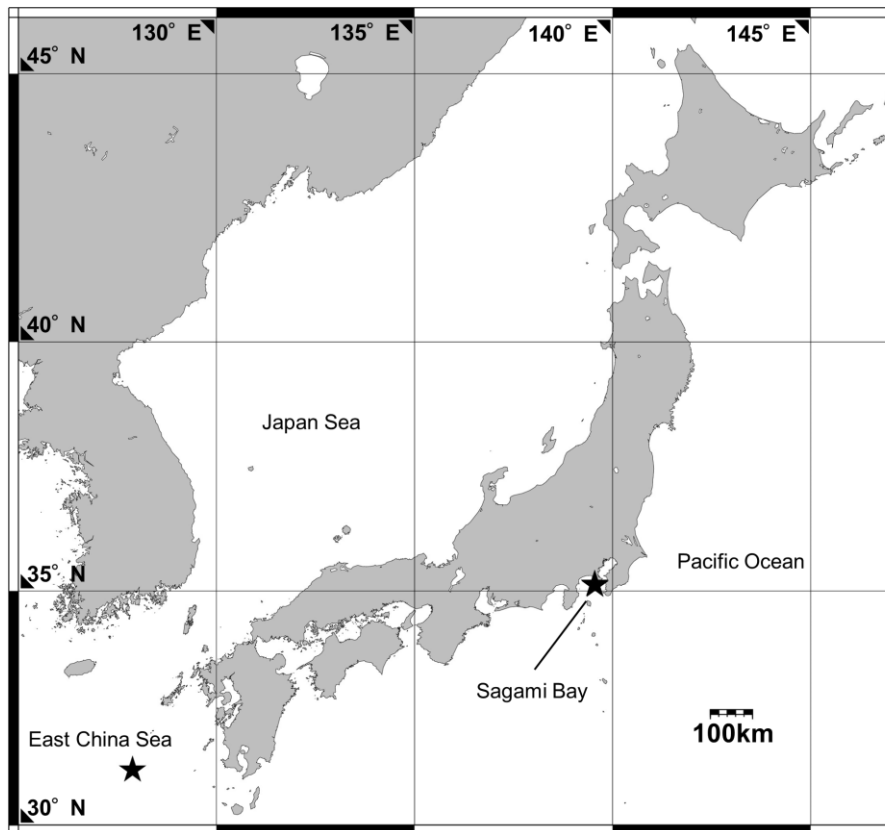 130° E
135° E
140° E
145° E
45° N
40° N
Japan Sea
35° N
Pacific Ocean
Sagami Bay
100km
East China Sea
30° N